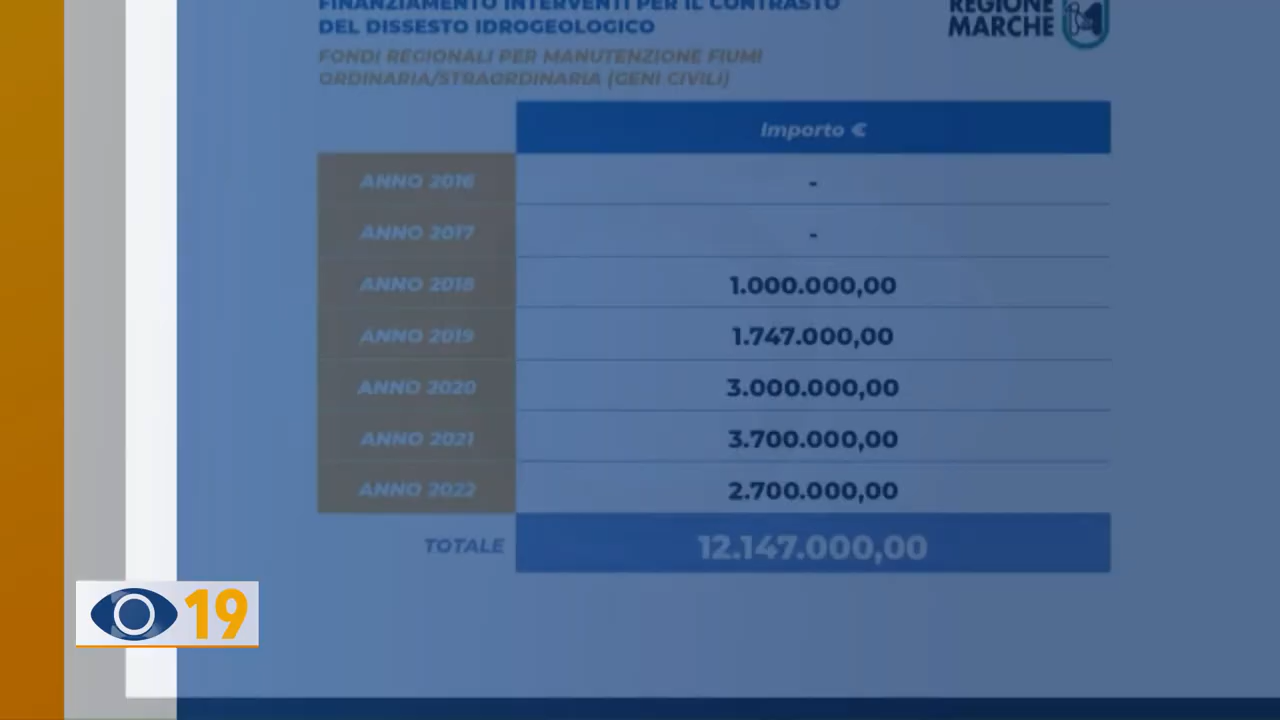 FINANZIAMENTO INTERVENTI PER IL CONTRASTO
DEL DISSESTO IDROGEOLOGICO
FONDI REGIONALI PER MANUTENZIONE FIUMI
ORDINARIA/STRAORDINARIA (GENI CIVILI)
REGIONE
MARCHE
Importo €
ANNO 2016 -
ANNO 2017 -
ANNO 2018 1.000.000,00
ANNO 2019 1.747.000,00
ANNO 2020 3.000.000,00
ANNO 2021 3.700.000,00
ANNO 2022 2.700.000,00
TOTALE 12.147.000,00
19